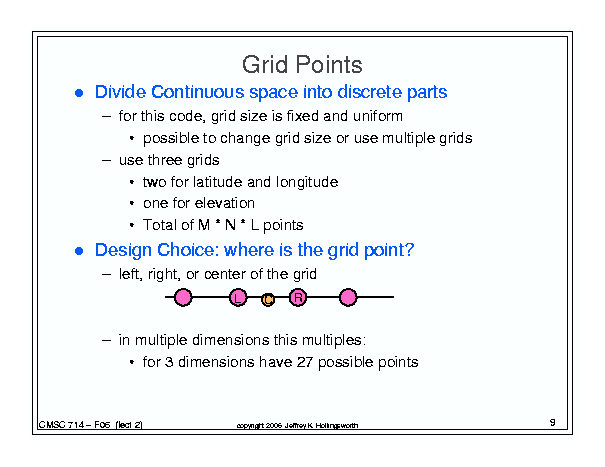 Grid Points
● Divide Continuous space into discrete parts
– for this code, grid size is fixed and uniform
• possible to change grid size or use multiple grids
– use three grids
• two for latitude and longitude
• one for elevation
• Total of M * N * L points
● Design Choice: where is the grid point?
– left, right, or center of the grid
L C R
– in multiple dimensions this multiples:
• for 3 dimensions have 27 possible points
CMSC 714 – F06 (lect 2) copyright 2006 Jeffrey K. Hollingsworth 9